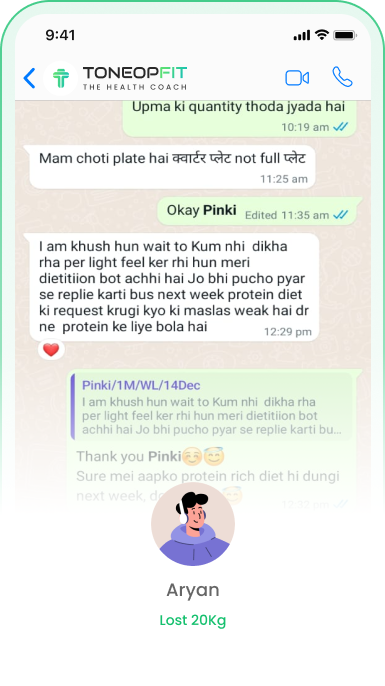 9:41
TONEOPFIT
THE HEALTH COACH
Upma ki quantity thoda jyada hai
10:19 am
Mam choti plate hai क्वार्टर प्लेट not full प्लेट
11:25 am
Okay Pinki Edited 11:35 am
I am khush hun wait to Kum nhi dikha
rha per light feel ker rhi hun meri
dietitiion bot achhi hai Jo bhi pucho pyar
se replie karti bus next week protein diet
ki request krugi kyo ki maslas weak hai dr
ne protein ke liye bola hai
12:29 pm
Pinki/1M/WL/14Dec
I am khush hun wait to Kum nhi dikha rha
per light feel ker rhi hun meri dietitiion bot
achhi hai Jo bhi pucho pyar se replie karti bu...
Thank you Pinki☺️😅
Sure mei aapko protein rich diet hi dungi
next week,
Aryan
Lost 20Kg